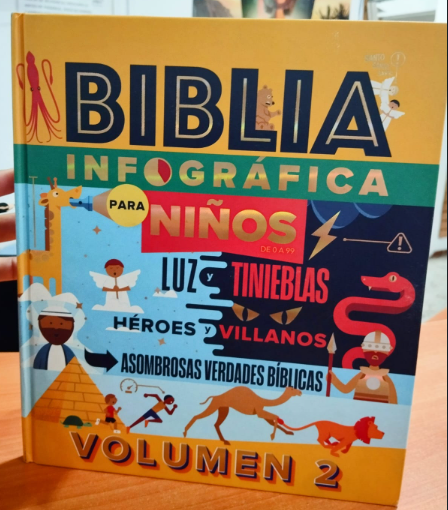 BIBLIA
INFOGRÁFICA
PARA
NIÑOS
DE 0 A 99
LUZ y TINIEBLAS
HÉROES y VILLANOS
ASOMBROSAS VERDADES BÍBLICAS
VOLUMEN 2